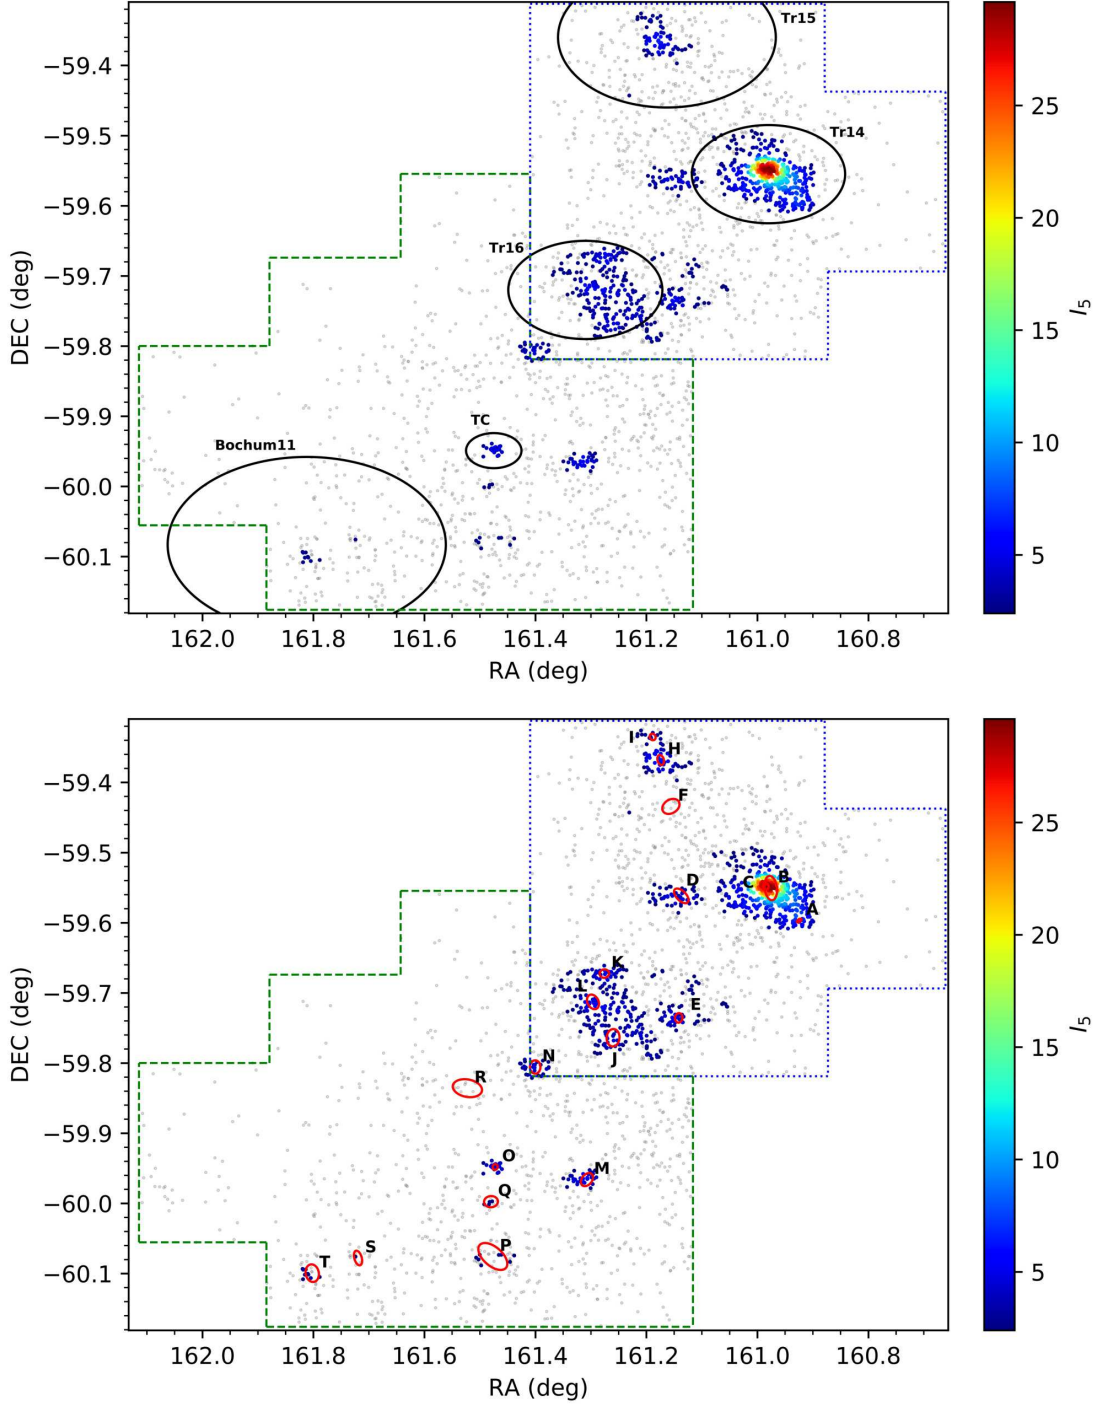 Tr15
−59.4
25
Tr14
−59.5
−59.6
20
Tr16
−59.7
DEC (deg)
I5
15
−59.8
−59.9
TC
Bochum11
10
−60.0
−60.1
5
162.0 161.8 161.6 161.4 161.2 161.0 160.8
RA (deg)
I
H
−59.4
F
25
−59.5
D
C B
A
−59.6
20
K
L
−59.7
E
DEC (deg)
I5
J
15
N
−59.8
R
−59.9
O
M
10
Q
−60.0
P
S
T
−60.1
5
162.0 161.8 161.6 161.4 161.2 161.0 160.8
RA (deg)